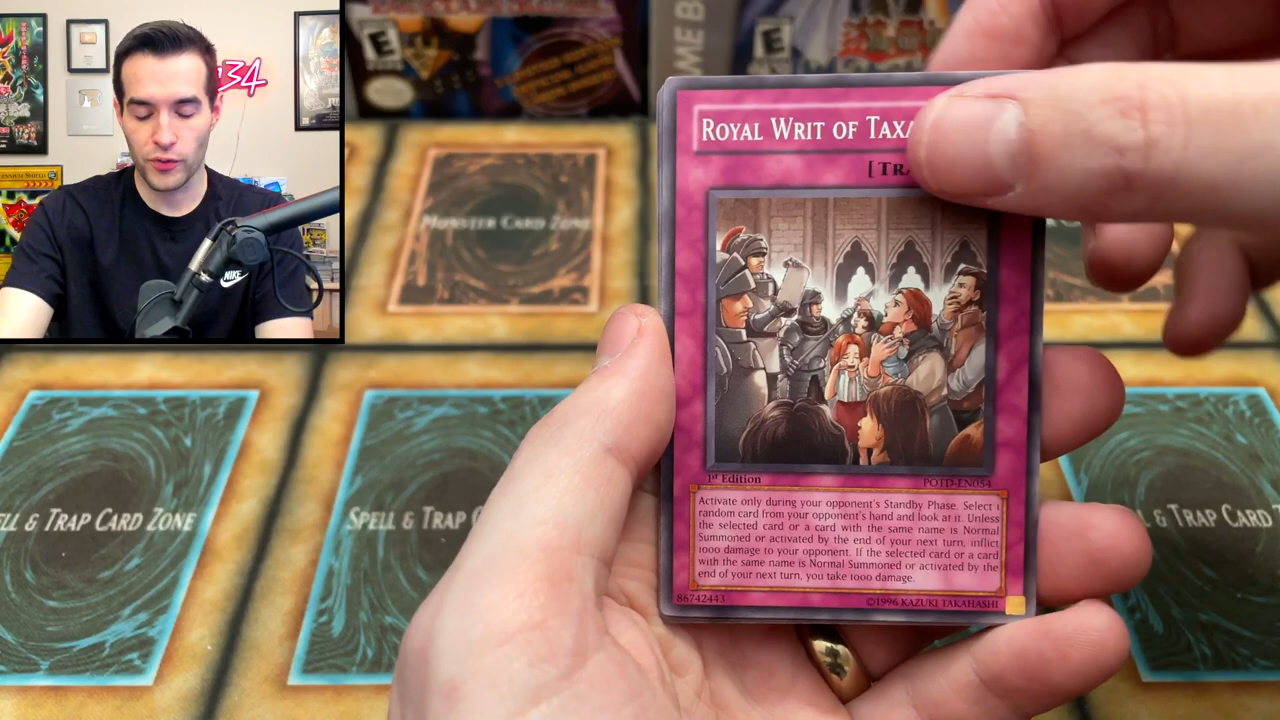 134
MILLENNIUM SHIELD
NIKE
E
GAME B
E
MONSTER CARD ZONE
ROYAL WRIT OF TAXA
[TRA
1st Edition
POTD-EN054
Activate only during your opponent's Standby Phase. Select 1
random card from your opponent's hand and look at it. Unless
the selected card or a card with the same name is Normal
Summoned or activated by the end of your next turn, inflict
1000 damage to your opponent. If the selected card or a card
with the same name is Normal Summoned or activated by the
end of your next turn, you take 1000 damage.
86742443
©1996 KAZUKI TAKAHASHI
ELL & TRAP CARD ZONE
SPELL & TRAP C
L & TRAP CARD Z